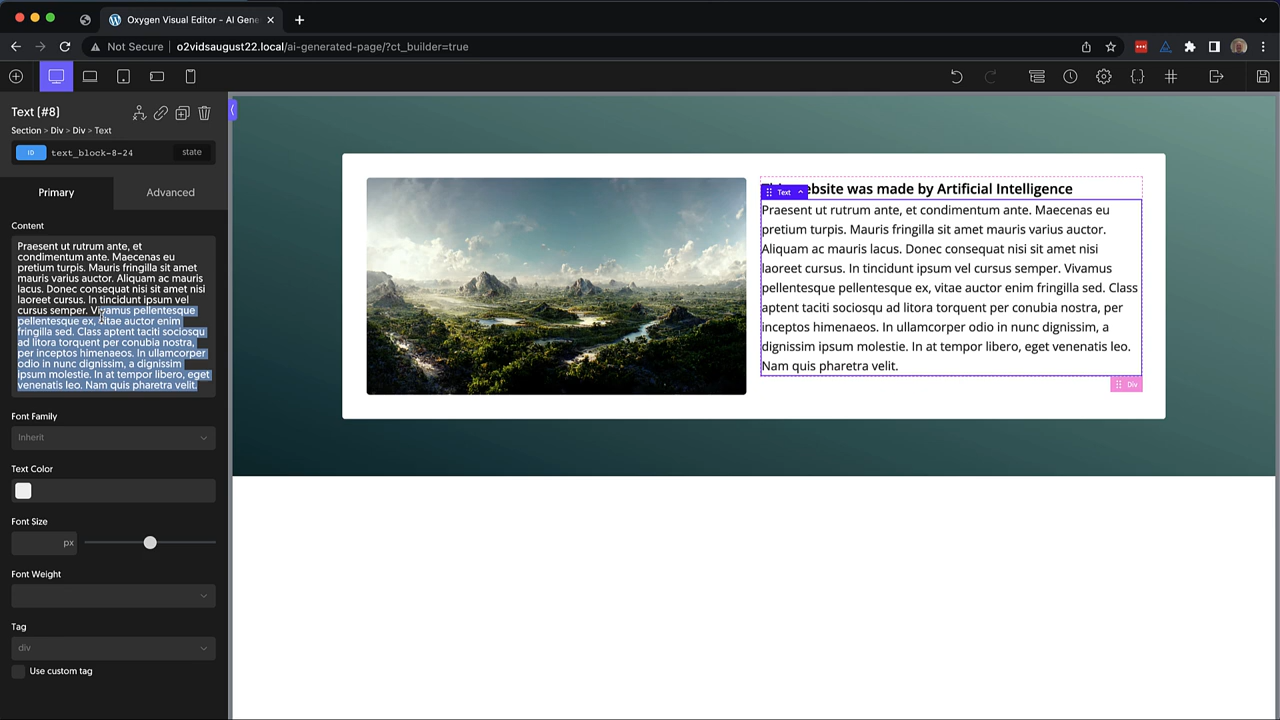 Oxygen Visual Editor - AI Gene
Not Secure
o2vidsaugust22.local/ai-generated-page/?ct_builder=true
Text (#8)
Section > Div > Div > Text
ID
text_block-8-24
state
Primary
Advanced
Content
Praesent ut rutrum ante, et
condimentum ante. Maecenas eu
pretium turpis. Mauris fringilla sit amet
mauris varius auctor. Aliquam ac mauris
lacus. Donec consequat nisi sit amet nisi
laoreet cursus. In tincidunt ipsum vel
cursus semper. Vivamus pellentesque
pellentesque ex, vitae auctor enim
fringilla sed. Class aptent taciti sociosqu
ad litora torquent per conubia nostra,
per inceptos himenaeos. In ullamcorper
odio in nunc dignissim, a dignissim
ipsum molestie. In at tempor libero, eget
venenatis leo. Nam quis pharetra velit.
Font Family
Inherit
Text Color
Font Size
px
Font Weight
Tag
div
Use custom tag
Text
ebsite was made by Artificial Intelligence
Praesent ut rutrum ante, et condimentum ante. Maecenas eu
pretium turpis. Mauris fringilla sit amet mauris varius auctor.
Aliquam ac mauris lacus. Donec consequat nisi sit amet nisi
laoreet cursus. In tincidunt ipsum vel cursus semper. Vivamus
pellentesque pellentesque ex, vitae auctor enim fringilla sed. Class
aptent taciti sociosqu ad litora torquent per conubia nostra, per
inceptos himenaeos. In ullamcorper odio in nunc dignissim, a
dignissim ipsum molestie. In at tempor libero, eget venenatis leo.
Nam quis pharetra velit.
Div